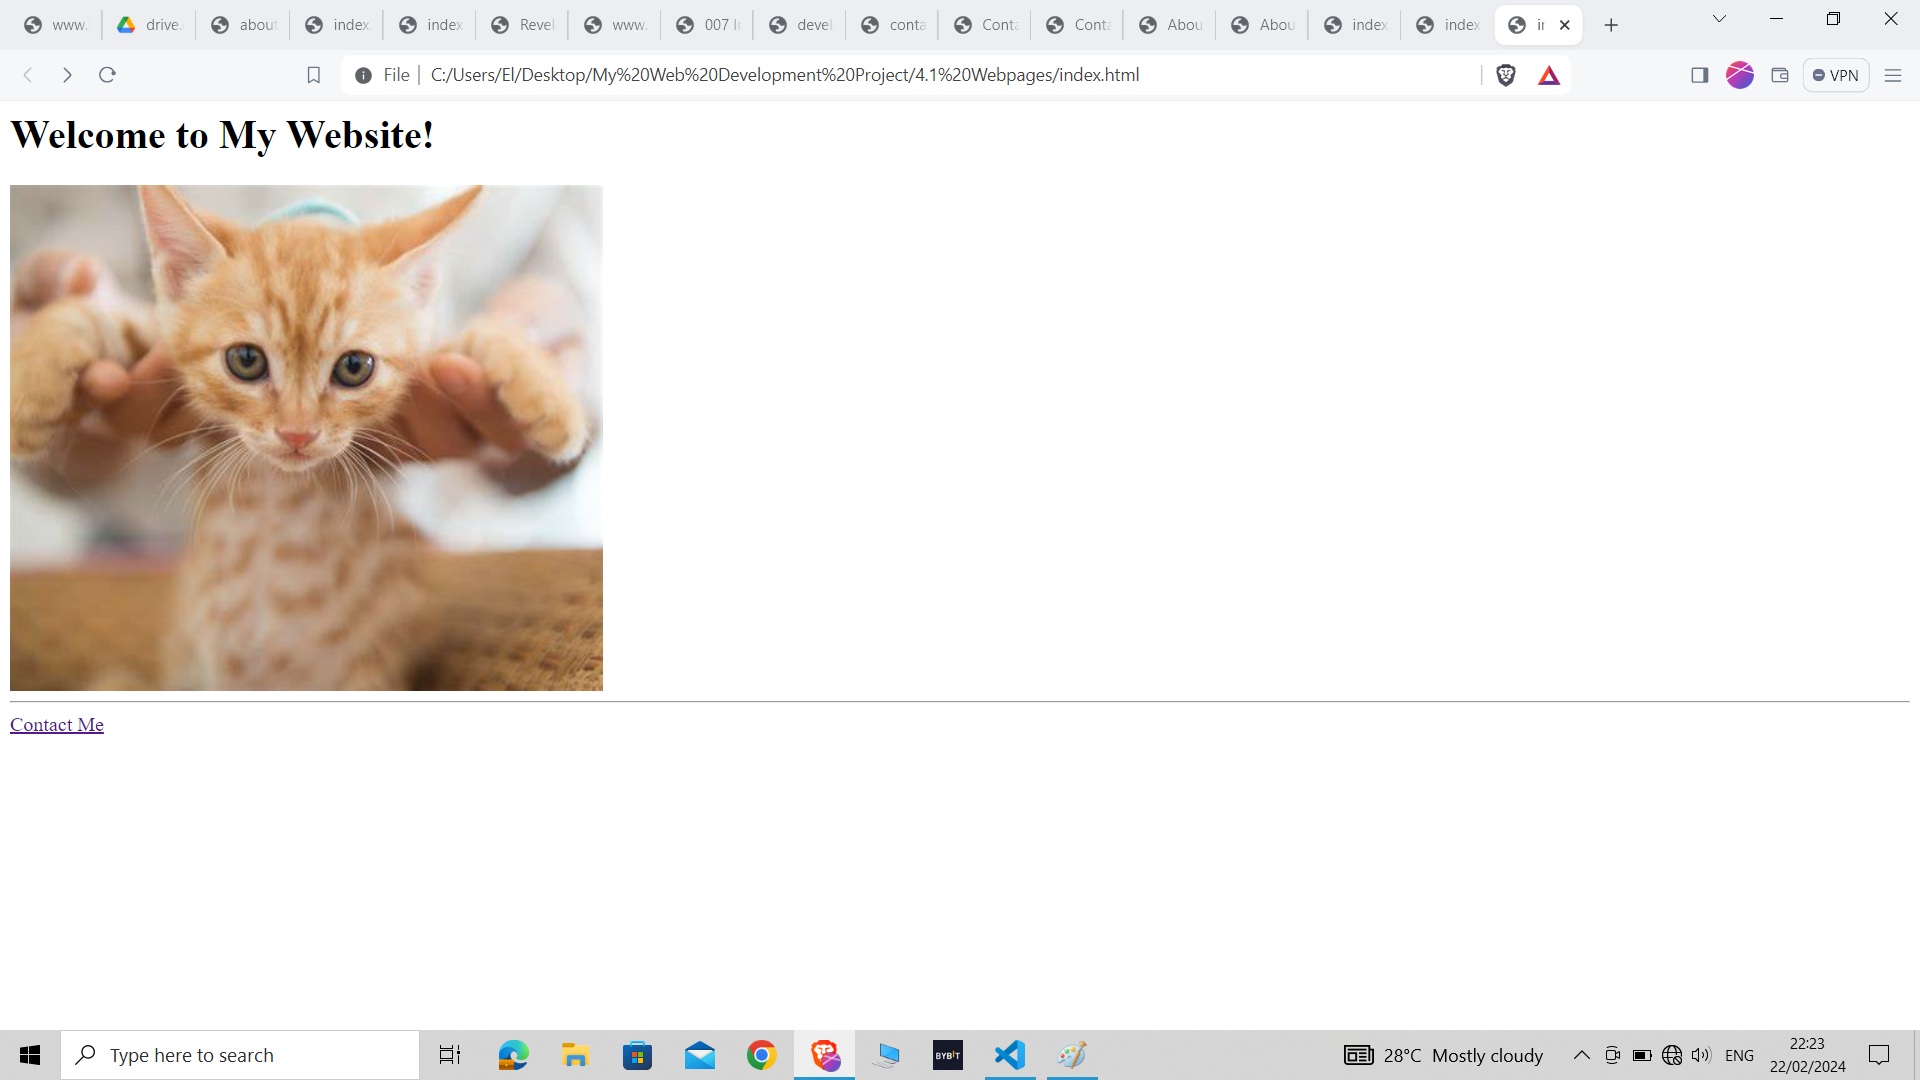 www.
drive.
about
index.
index
Revel
www.
007 I
devel
conta
Conta
Conta
Abou
Abou
index
index
File
C:/Users/El/Desktop/My%20Web%20Development%20Project/4.1%20Webpages/index.html
VPN
Welcome to My Website!
Contact Me
Type here to search
BYBIT
28°C Mostly cloudy
ENG
22:23
22/02/2024